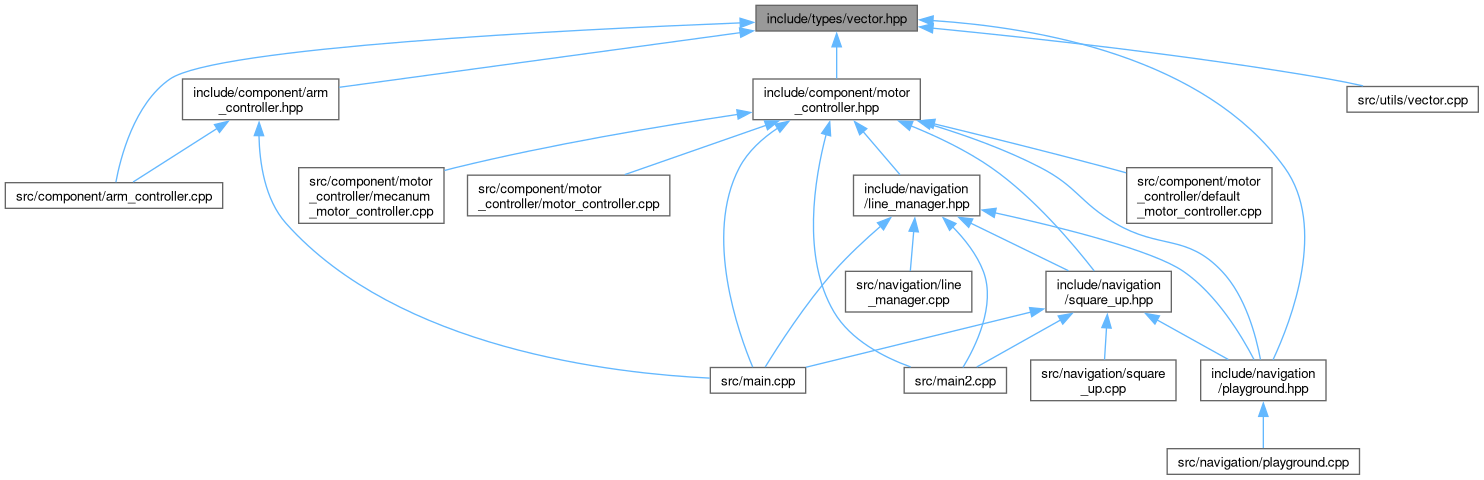 include/types/vector.hpp
include/component/arm
_controller.hpp
include/component/motor
_controller.hpp
src/utils/vector.cpp
src/component/arm_controller.cpp
src/component/motor
_controller/mecanum
_motor_controller.cpp
src/component/motor
_controller/motor_controller.cpp
include/navigation
/line_manager.hpp
src/component/motor
_controller/default
_motor_controller.cpp
src/navigation/line
_manager.cpp
include/navigation
/square_up.hpp
src/main.cpp
src/main2.cpp
src/navigation/square
_up.cpp
include/navigation
/playground.hpp
src/navigation/playground.cpp